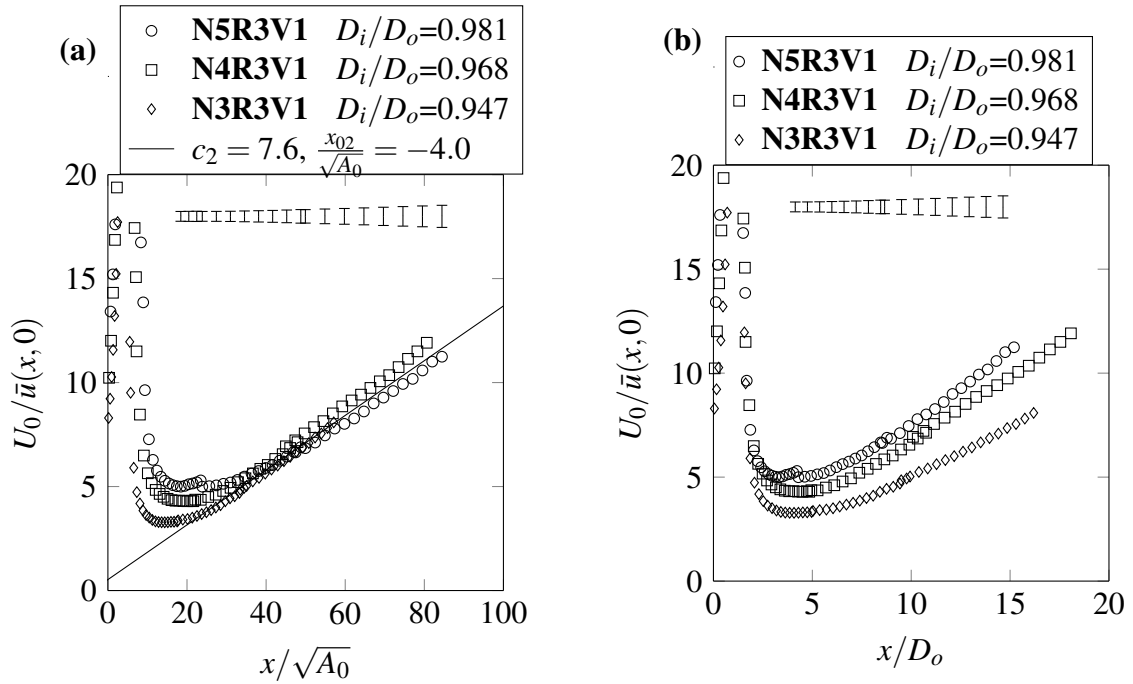 (a)
N5R3V1 D_i/D_o=0.981
N4R3V1 D_i/D_o=0.968
N3R3V1 D_i/D_o=0.947
c_2 = 7.6, x_{02}/√A_0 = −4.0
20
15
10
5
0
U_0/ū(x, 0)
0 20 40 60 80 100
x/√A_0
(b)
N5R3V1 D_i/D_o=0.981
N4R3V1 D_i/D_o=0.968
N3R3V1 D_i/D_o=0.947
20
15
10
5
0
U_0/ū(x, 0)
0 5 10 15 20
x/D_o